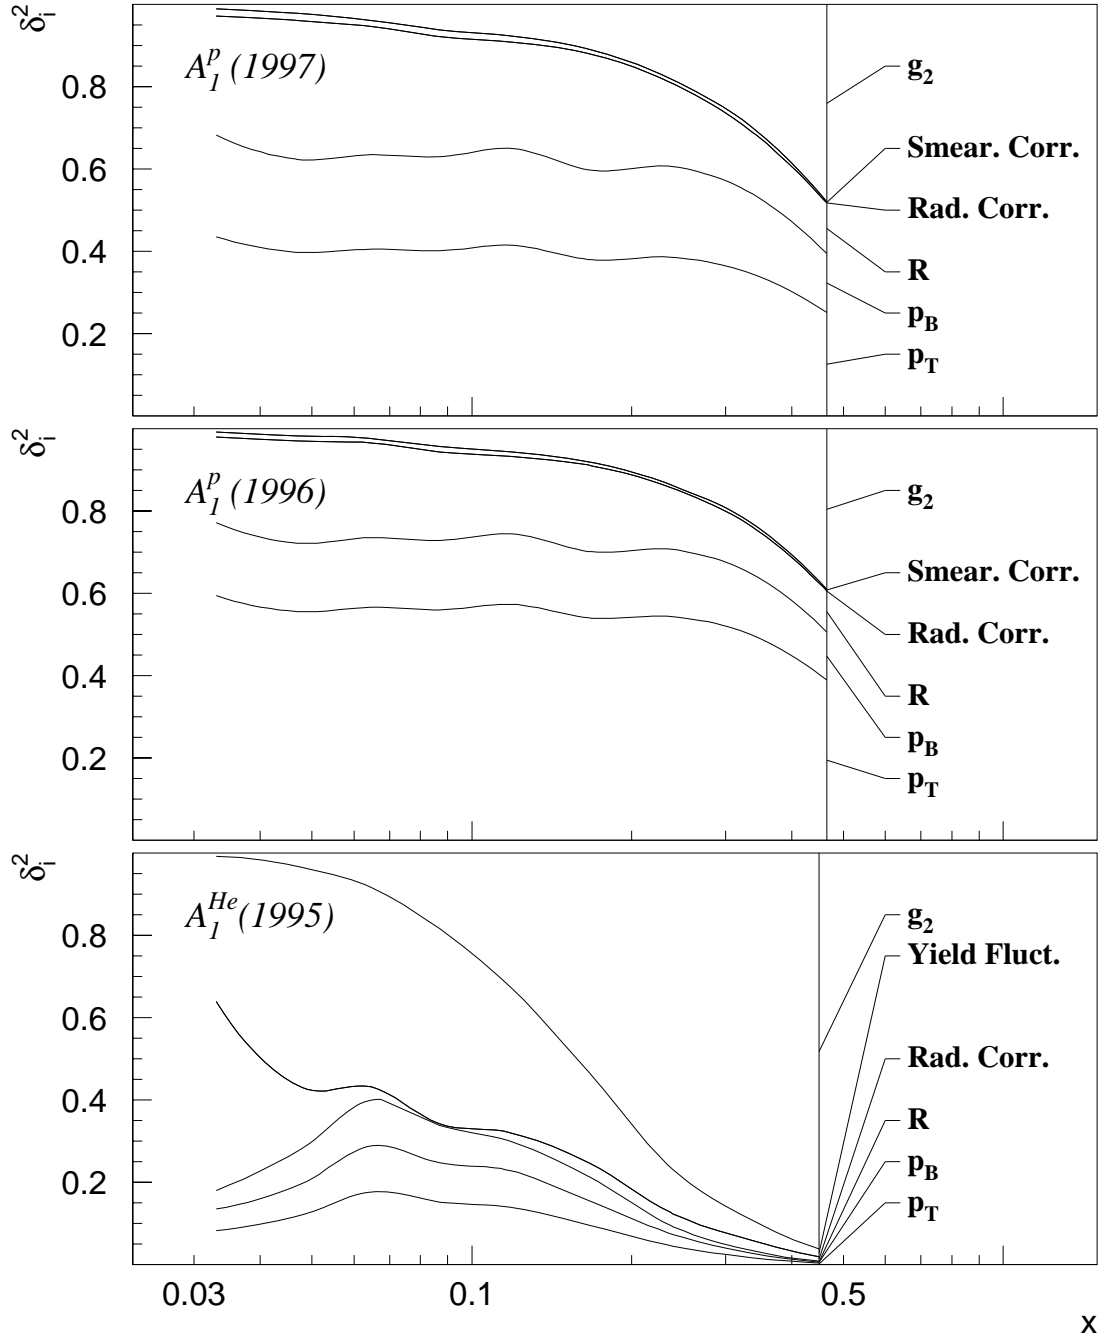 δ_i^2
A_1^p (1997)
0.8
0.6
0.4
0.2
g_2
Smear. Corr.
Rad. Corr.
R
p_B
p_T
δ_i^2
A_1^p (1996)
0.8
0.6
0.4
0.2
g_2
Smear. Corr.
Rad. Corr.
R
p_B
p_T
δ_i^2
A_1^{He} (1995)
0.8
0.6
0.4
0.2
g_2
Yield Fluct.
Rad. Corr.
R
p_B
p_T
0.03 0.1 0.5
x